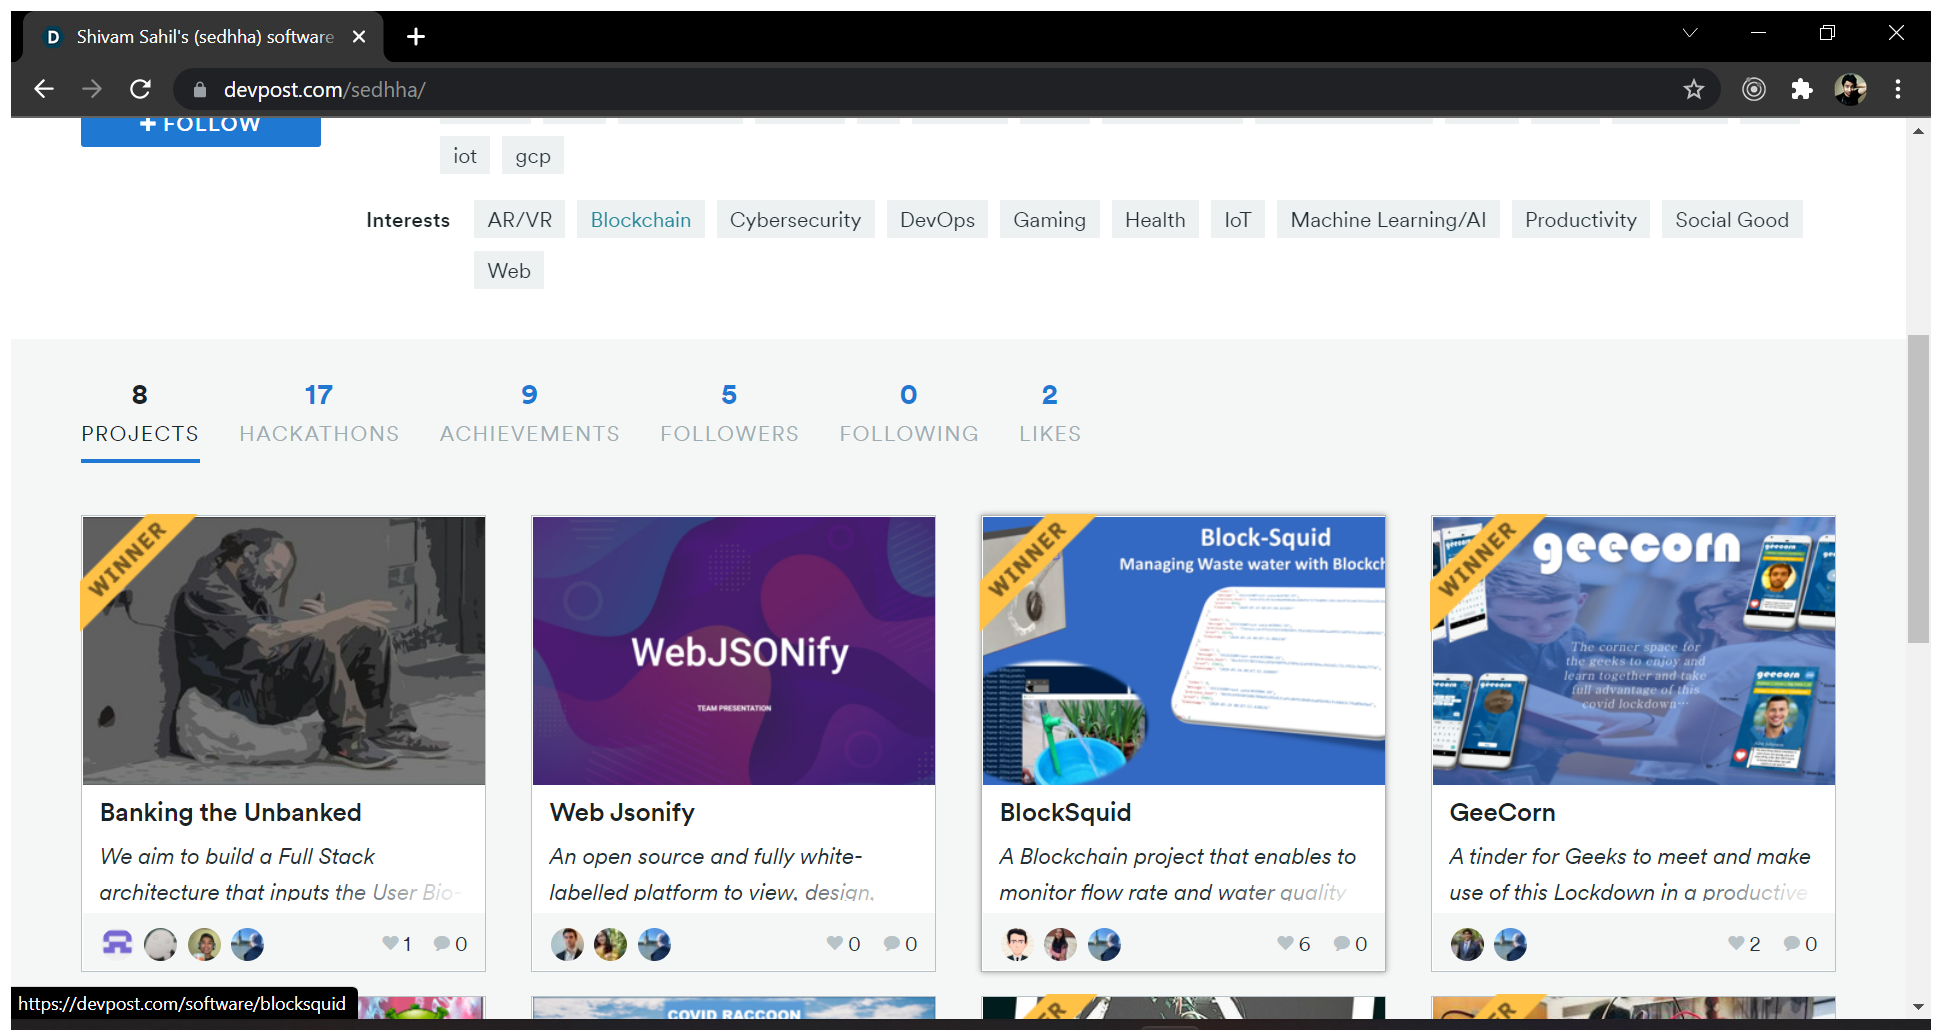 D Shivam Sahil's (sedhha) software
devpost.com/sedhha/
+ FOLLOW
iot gcp
Interests AR/VR Blockchain Cybersecurity DevOps Gaming Health IoT Machine Learning/AI Productivity Social Good
Web
8 17 9 5 0 2
PROJECTS HACKATHONS ACHIEVEMENTS FOLLOWERS FOLLOWING LIKES
WINNER
WebJSONify
TEAM PRESENTATION
WINNER
Block-Squid
Managing Waste water with Blockch
WINNER
geecorn
The corner space for
the geeks to enjoy and
learn together and take
full advantage of this
covid lockdown...
geecorn
Banking the Unbanked
We aim to build a Full Stack
architecture that inputs the User Bio-
1 0
Web Jsonify
An open source and fully white-
labelled platform to view, design,
0 0
BlockSquid
A Blockchain project that enables to
monitor flow rate and water quality
6 0
GeeCorn
A tinder for Geeks to meet and make
use of this Lockdown in a productive
2 0
https://devpost.com/software/blocksquid
COVID RACCOON
WINNER
WINNER